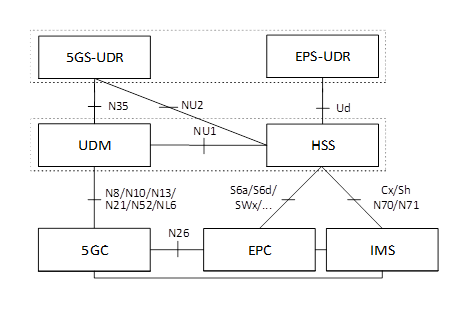 5GS-UDR
EPS-UDR
N35
NU2
Ud
UDM
NU1
HSS
N8/N10/N13/
N21/N52/NL6
S6a/S6d/
SWx/...
Cx/Sh
N70/N71
5GC
N26
EPC
IMS